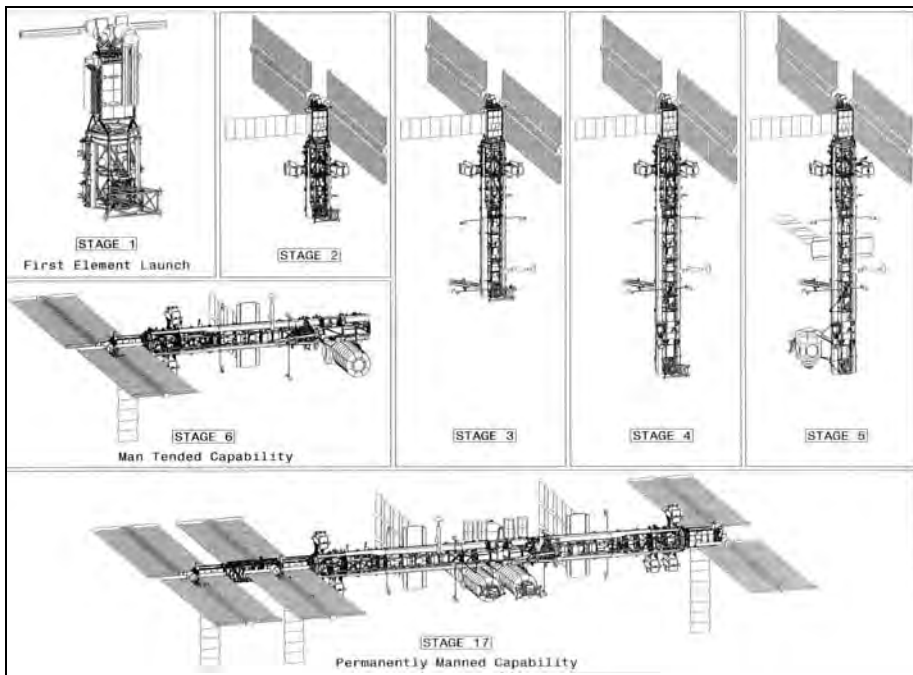 STAGE 1
First Element Launch
STAGE 2
STAGE 3
STAGE 4
STAGE 5
STAGE 6
Man Tended Capability
STAGE 17
Permanently Manned Capability